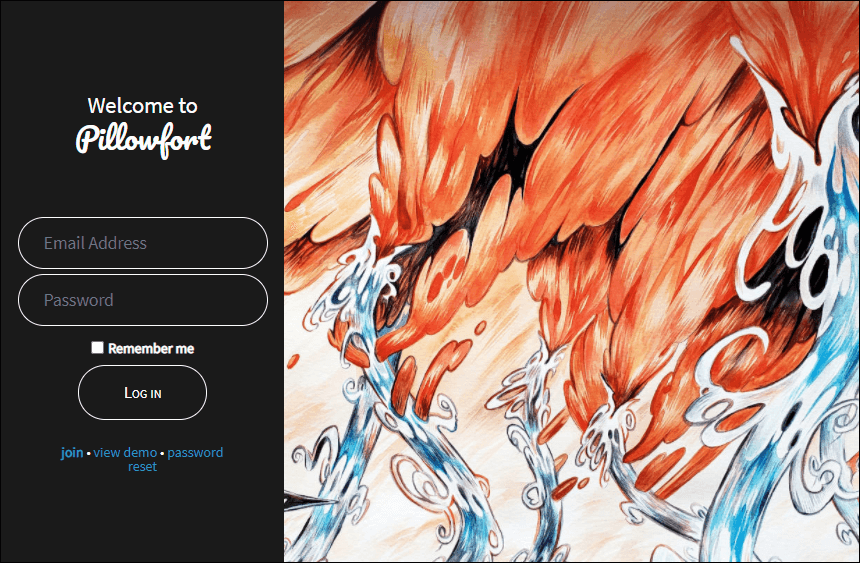 Welcome to
Pillowfort
Email Address
Password
Remember me
Log in
join • view demo • password
reset